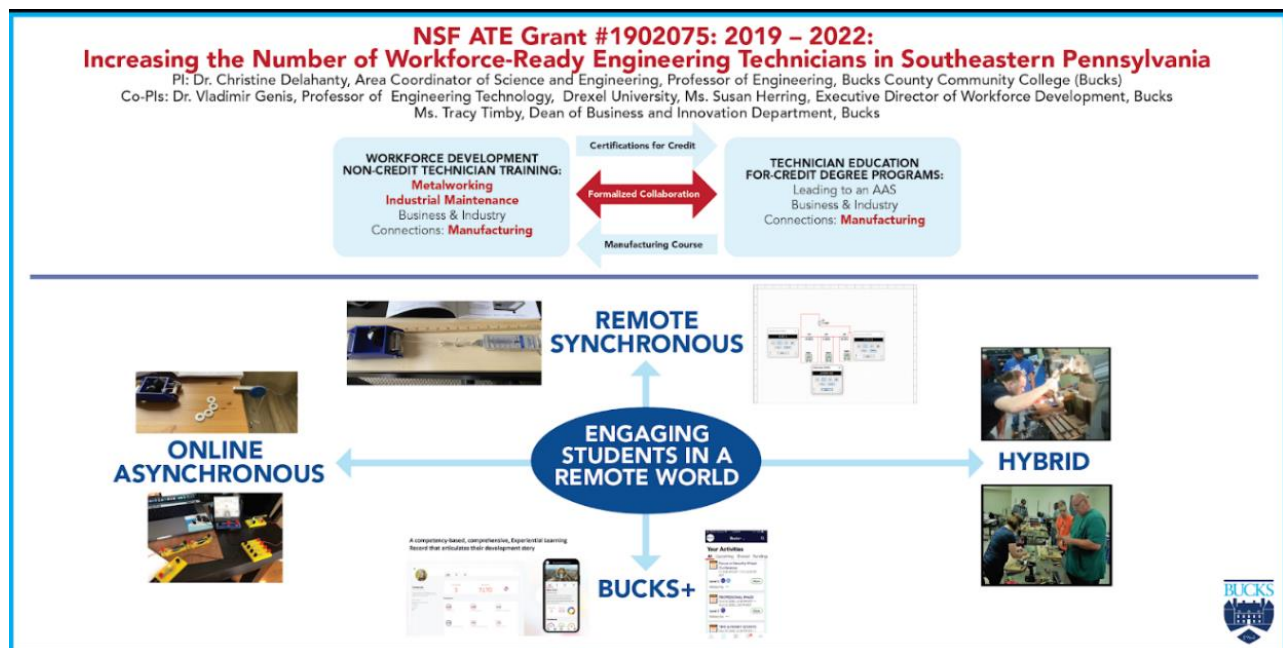 NSF ATE Grant #1902075: 2019 – 2022:
Increasing the Number of Workforce-Ready Engineering Technicians in Southeastern Pennsylvania
PI: Dr. Christine Delahanty, Area Coordinator of Science and Engineering, Professor of Engineering, Bucks County Community College (Bucks)
Co-PIs: Dr. Vladimir Genis, Professor of Engineering Technology, Drexel University, Ms. Susan Herring, Executive Director of Workforce Development, Bucks
Ms. Tracy Timby, Dean of Business and Innovation Department, Bucks
WORKFORCE DEVELOPMENT
NON-CREDIT TECHNICIAN TRAINING:
Metalworking
Industrial Maintenance
Business & Industry
Connections: Manufacturing
Certifications for Credit
Formalized Collaboration
Manufacturing Course
TECHNICIAN EDUCATION
FOR-CREDIT DEGREE PROGRAMS:
Leading to an AAS
Business & Industry
Connections: Manufacturing
REMOTE
SYNCHRONOUS
ONLINE
ASYNCHRONOUS
ENGAGING
STUDENTS IN A
REMOTE WORLD
HYBRID
A competency-based, comprehensive, Experiential Learning
Record that articulates their development story
BUCKS+
Your Activities
BUCKS